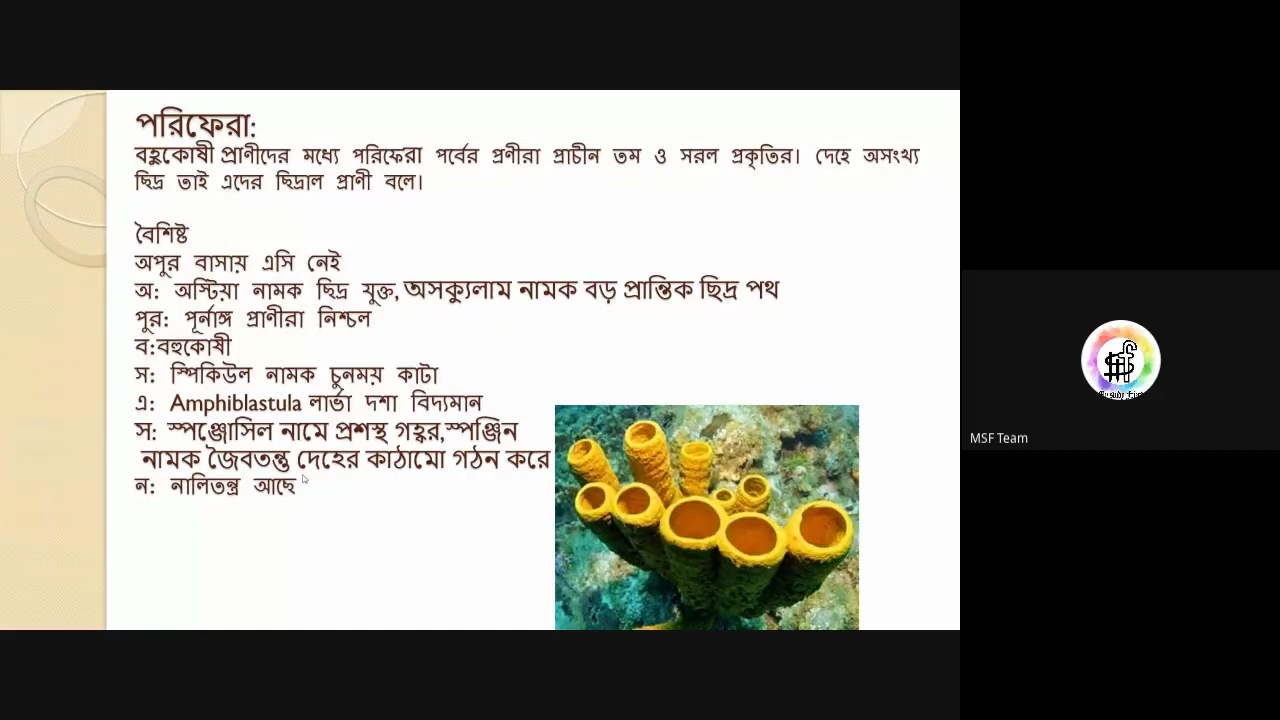 পরিফেরা:
বহুকোষী প্রাণীদের মধ্যে পরিফেরা পর্বের প্রণীরা প্রাচীন তম ও সরল প্রকৃতির। দেহে অসংখ্য
ছিদ্র তাই এদের ছিদ্রাল প্রাণী বলে।
বৈশিষ্ট
অপুর বাসায় এসি নেই
অ: অস্টিয়া নামক ছিদ্র যুক্ত, অসক্যুলাম নামক বড় প্রান্তিক ছিদ্র পথ
পুর: পূর্নাঙ্গ প্রাণীরা নিশ্চল
ব:বহুকোষী
স: স্পিকিউল নামক চুনময় কাটা
এ: Amphiblastula লার্ভা দশা বিদ্যমান
স: স্পঞ্জোসিল নামে প্রশস্থ গহ্বর,স্পঞ্জিন
নামক জৈবতন্তু দেহের কাঠামো গঠন করে
ন: নালিতন্ত্র আছে
MSF Team